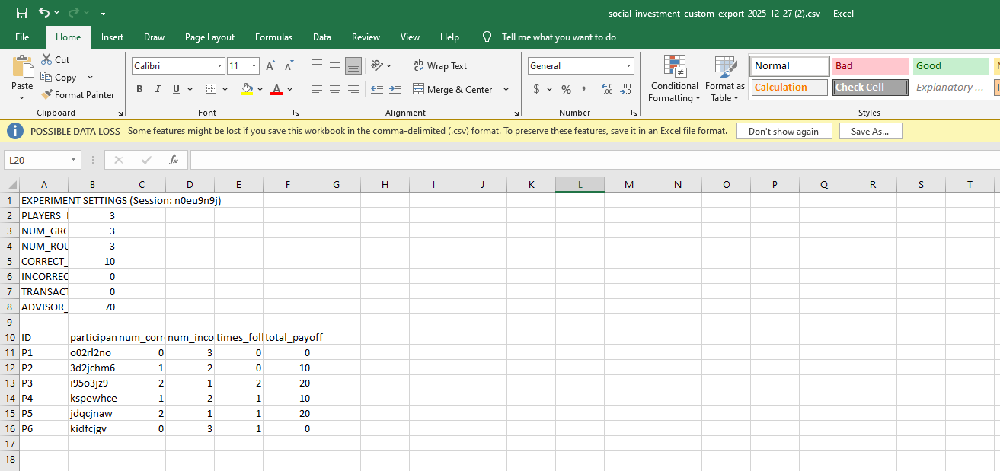 social_investment_custom_export_2025-12-27 (2).csv - Excel
File Home Insert Draw Page Layout Formulas Data Review View Help Tell me what you want to do
Paste
Cut
Copy
Format Painter
Clipboard
Calibri 11 A A
B I U A
Font
ab Wrap Text
Merge & Center
Alignment
General
$ % , .00 .00
Number
Conditional Formatting
Format as Table
Normal Bad Good
Calculation Check Cell Explanatory ...
Styles
POSSIBLE DATA LOSS Some features might be lost if you save this workbook in the comma-delimited (.csv) format. To preserve these features, save it in an Excel file format. Don't show again Save As...
L20 fx
A B C D E F G H I J K L M N O P Q R S T
1 EXPERIMENT SETTINGS (Session: n0eu9n9j)
2 PLAYERS_ 3
3 NUM_GRO 3
4 NUM_ROU 3
5 CORRECT_ 10
6 INCORREC 0
7 TRANSACT 0
8 ADVISOR_ 70
9
10 ID participan num_corr num_inco times_foll total_payoff
11 P1 o02rl2no 0 3 0 0
12 P2 3d2jchm6 1 2 0 10
13 P3 i95o3jz9 2 1 2 20
14 P4 kspewhce 1 2 1 10
15 P5 jdqcjnaw 2 1 1 20
16 P6 kidfcjgv 0 3 1 0
17
18